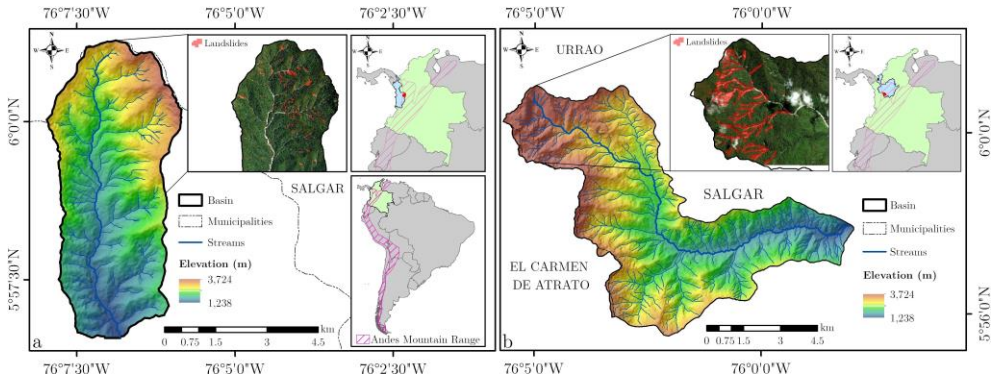 76°7'30"W 76°5'0"W 76°2'30"W
6°0'0"N
5°57'30"N
N
W E
S
Landslides
SALGAR
Basin
Municipalities
Streams
Elevation (m)
3,724
1,238
km
0 0.75 1.5 3 4.5
Andes Mountain Range
a
76°7'30"W 76°5'0"W 76°2'30"W
76°5'0"W 76°0'0"W
N
W E
S
URRAO
Landslides
SALGAR
EL CARMEN
DE ATRATO
Basin
Municipalities
Streams
Elevation (m)
3,724
1,238
km
0 0.75 1.5 3 4.5
b
6°0'0"N
5°56'0"N
76°5'0"W 76°0'0"W